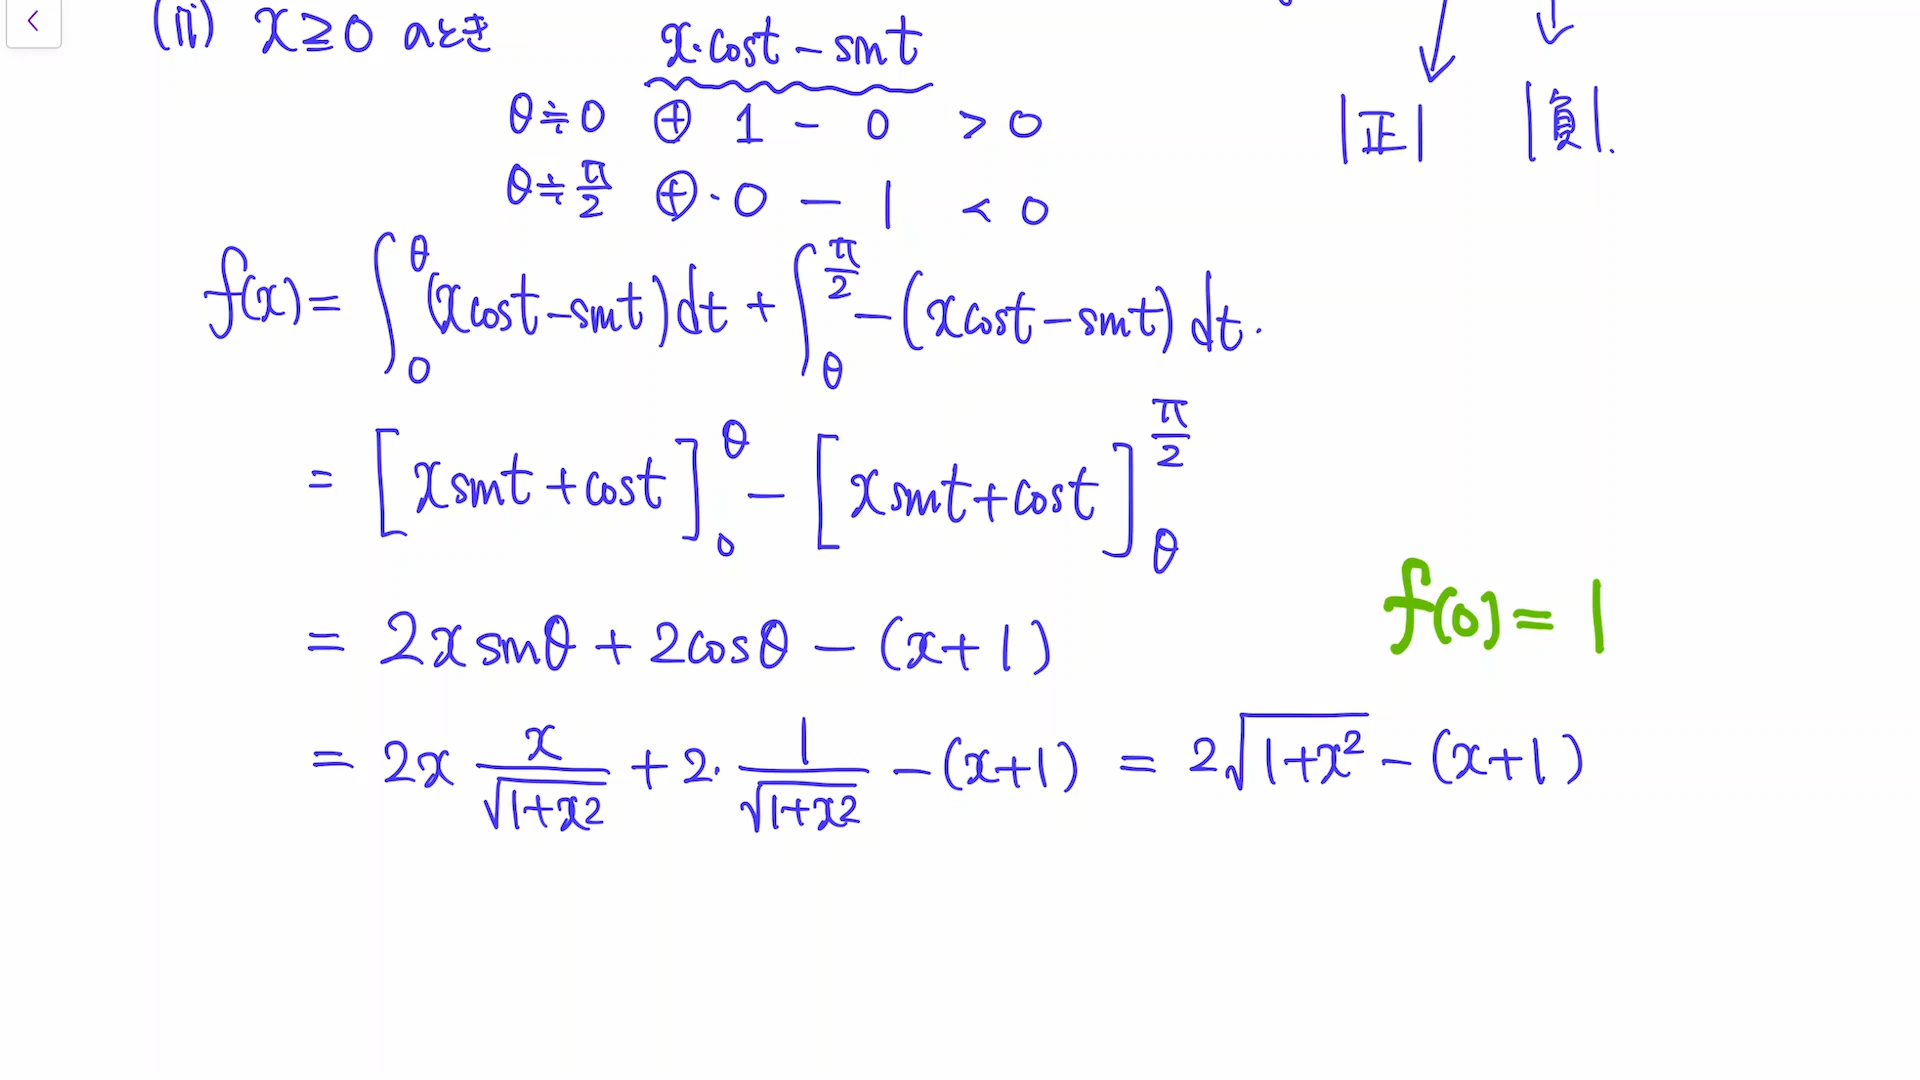 (ii) x≧0 のとき
x・cost－sint
θ≒0 ⊕ 1 － 0 ＞0
|正| |負|.
θ≒π/2 ⊕・0 － 1 ＜0
f(x)= ∫_0^θ (xcost－sint)dt + ∫_θ^{π/2} －(xcost－sint)dt.
= [xsint+cost]_0^θ － [xsint+cost]_θ^{π/2}
f(0)=1
= 2xsinθ+2cosθ－(x+1)
= 2x x/√(1+x²) +2・1/√(1+x²) －(x+1) = 2√(1+x²)－(x+1)